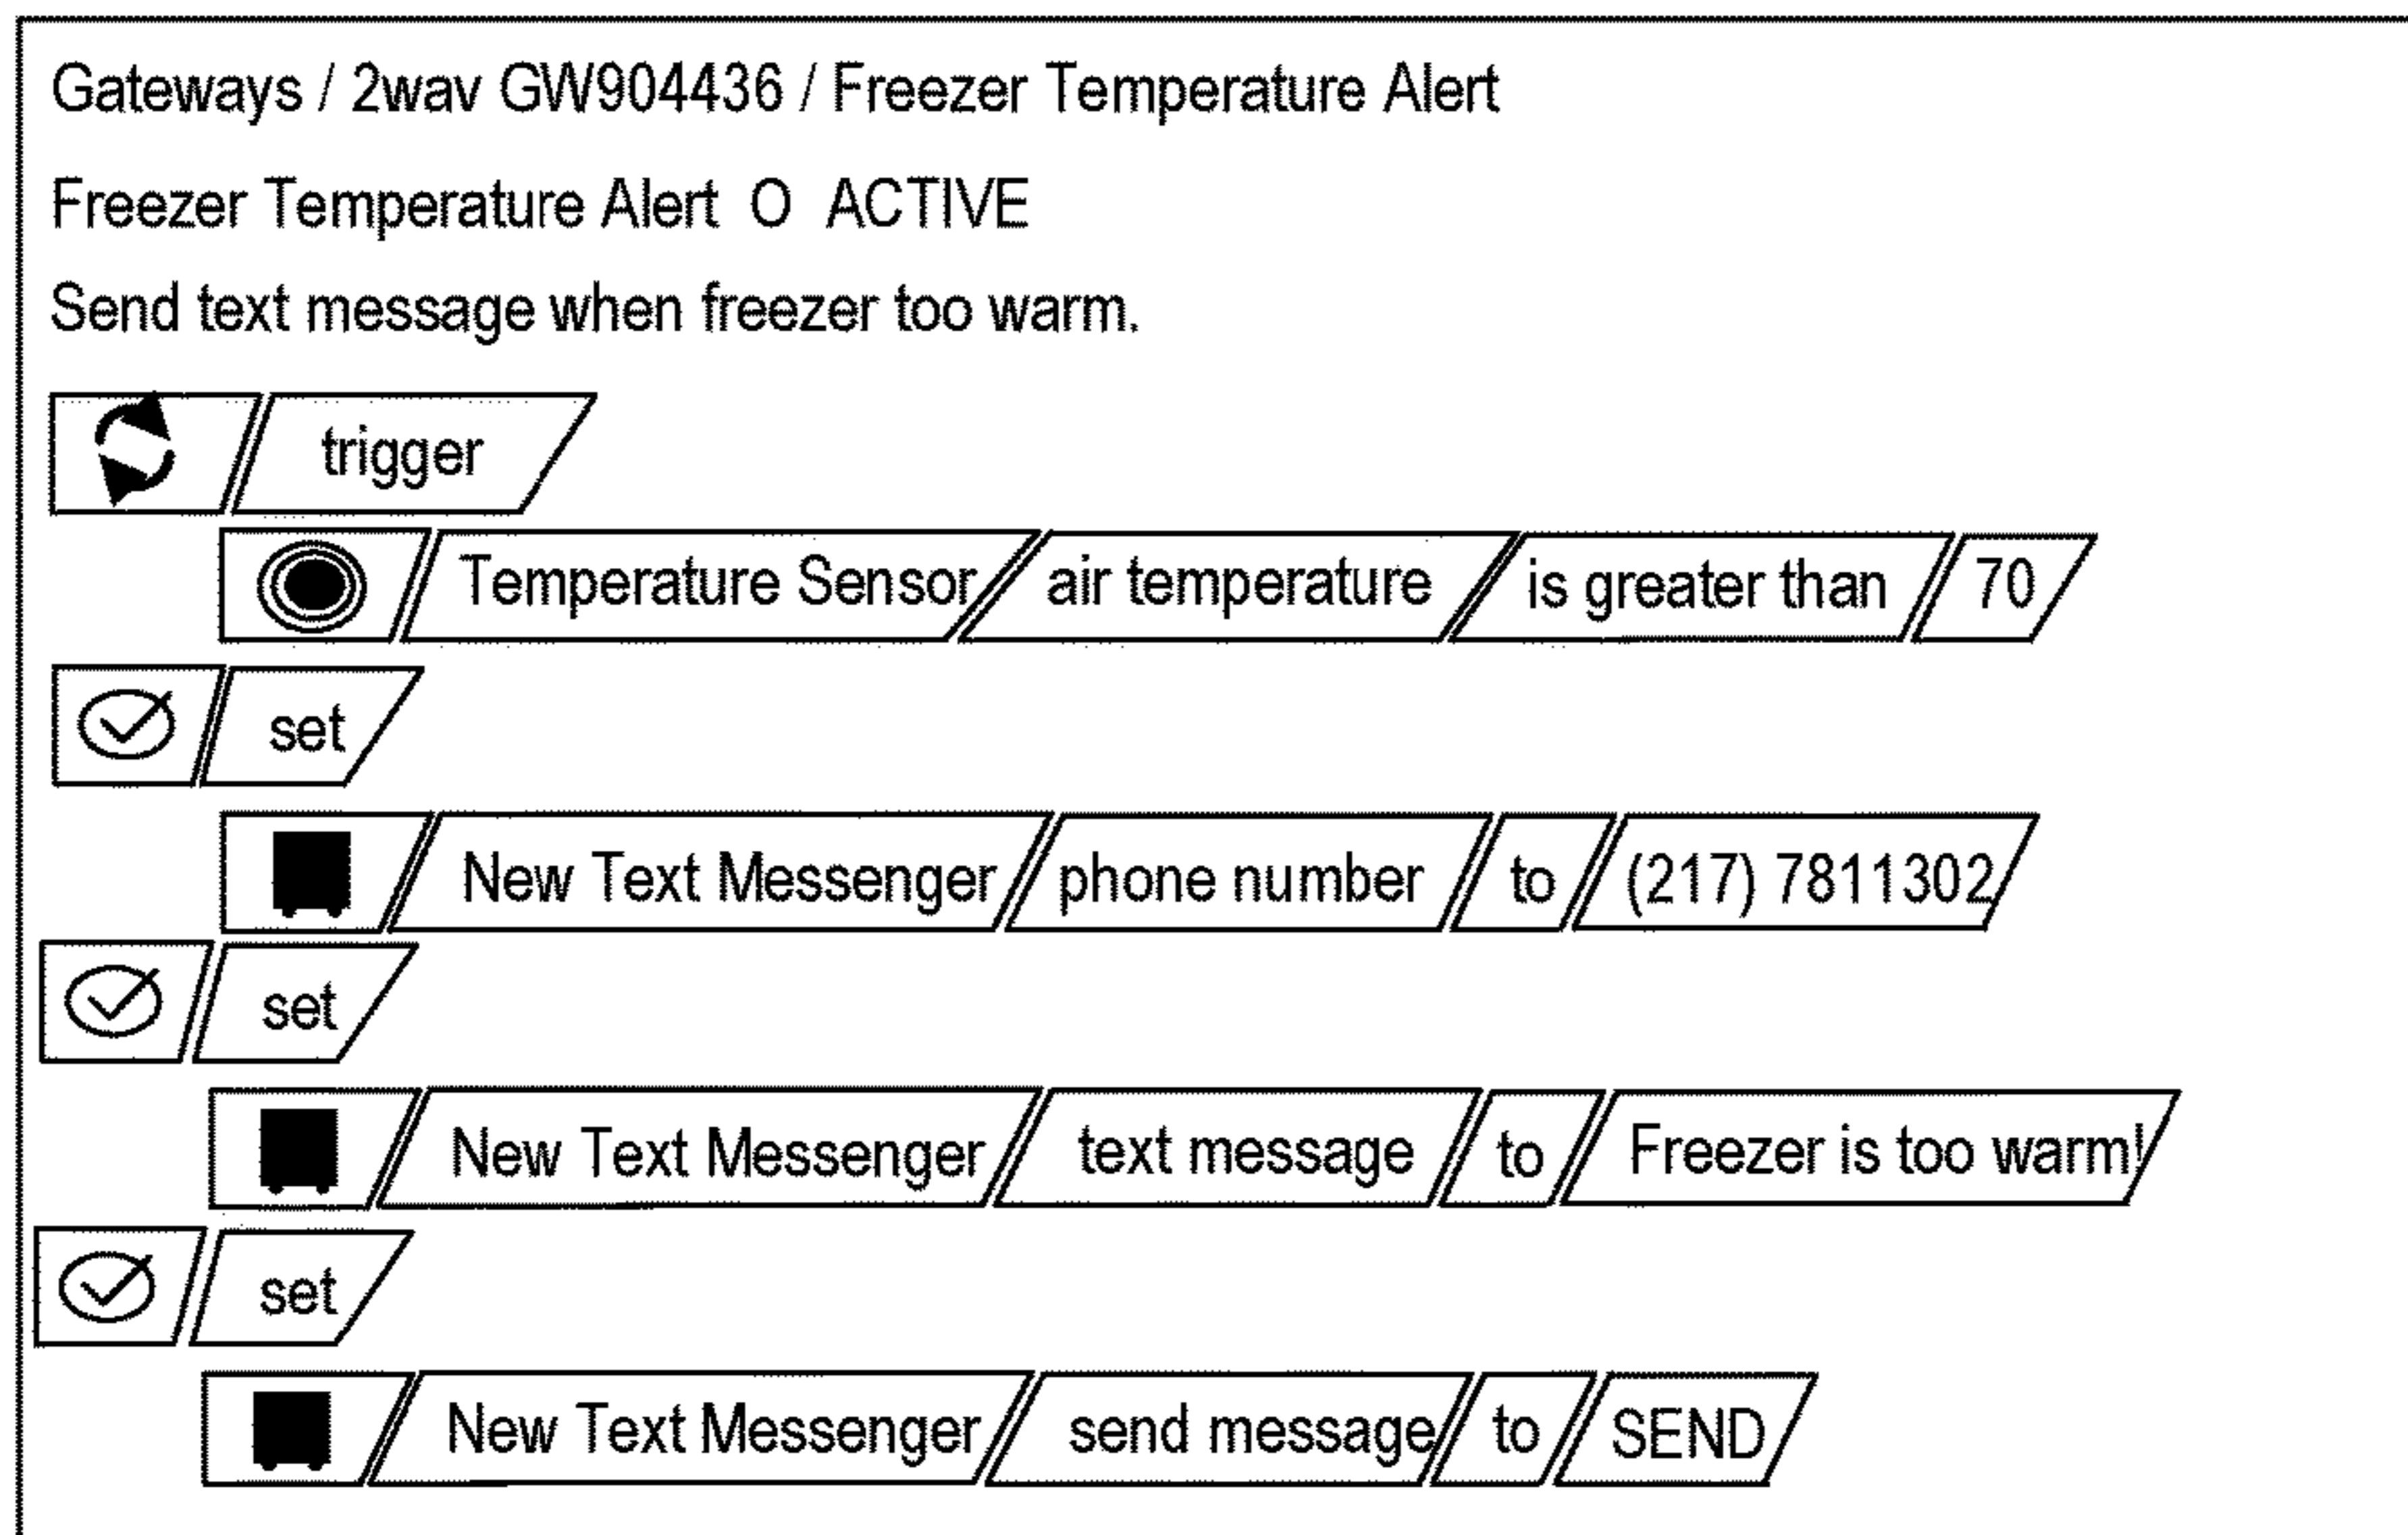 Gateways / 2wav GW904436 / Freezer Temperature Alert
Freezer Temperature Alert O ACTIVE
Send text message when freezer too warm.
trigger
Temperature Sensor air temperature is greater than 70
set
New Text Messenger phone number to (217) 7811302
set
New Text Messenger text message to Freezer is too warm!
set
New Text Messenger send message to SEND